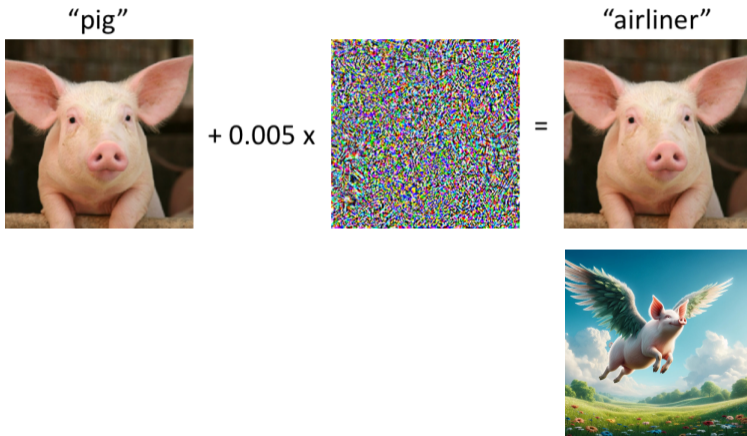 “pig”
“airliner”
+ 0.005 x
=